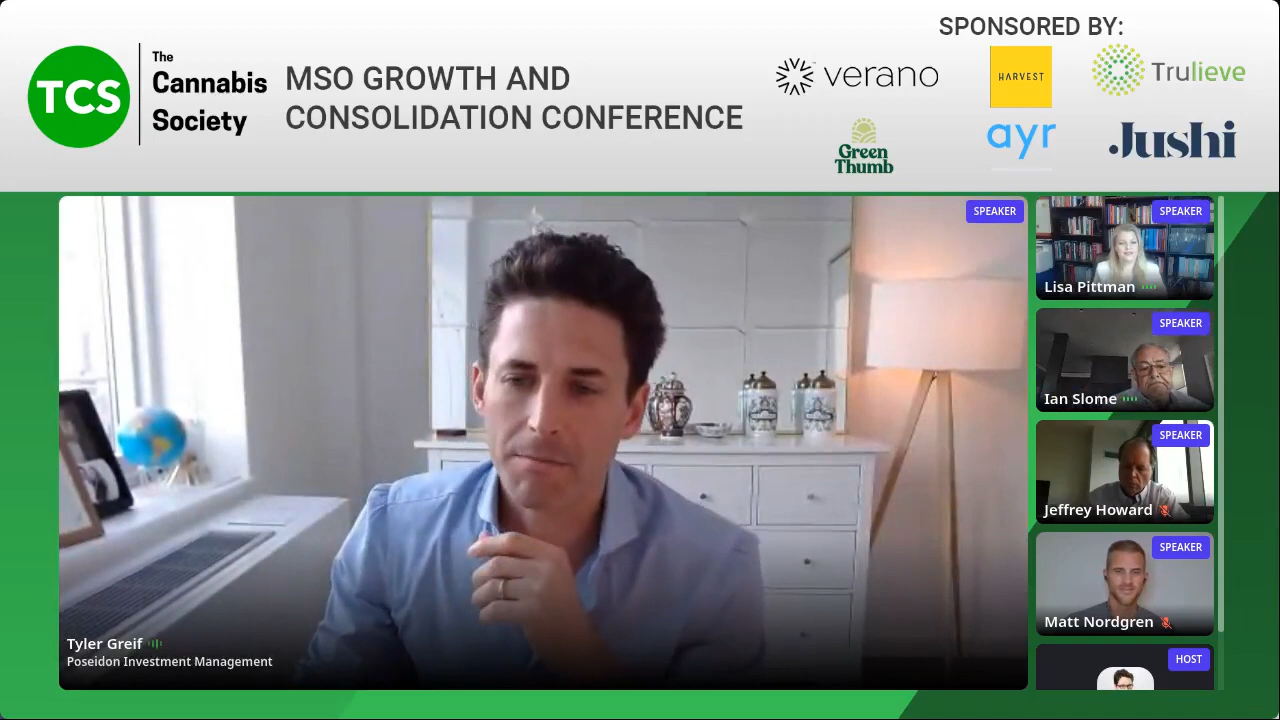 TCS
The
Cannabis
Society
MSO GROWTH AND
CONSOLIDATION CONFERENCE
SPONSORED BY:
verano
HARVEST
Trulieve
Green
Thumb
ayr
Jushi
SPEAKER
Tyler Greif
Poseidon Investment Management
SPEAKER
Lisa Pittman
SPEAKER
Ian Slome
SPEAKER
Jeffrey Howard
SPEAKER
Matt Nordgren
HOST